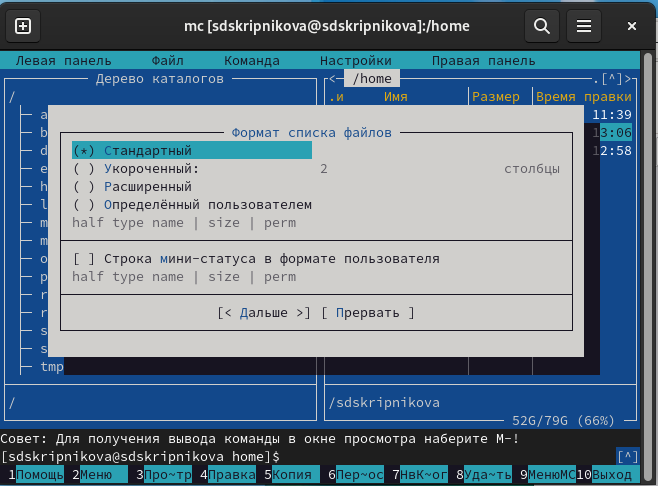 mc [sdskripnikova@sdskripnikova]:/home
Левая панель Файл Команда Настройки Правая панель
Дерево каталогов
<— /home .[^]>
/ .и Имя Размер Время правки
a 11:39
b 13:06
d 12:58
e
h
l
m
m
o
p
r
r
s
s
tmp
Формат списка файлов
(*) Стандартный
( ) Укороченный: 2 столбцы
( ) Расширенный
( ) Определённый пользователем
half type name | size | perm
[ ] Строка мини-статуса в формате пользователя
half type name | size | perm
[< Дальше >] [ Прервать ]
/ /sdskripnikova
52G/79G (66%)
Совет: Для получения вывода команды в окне просмотра наберите M-!
[sdskripnikova@sdskripnikova home]$ [^]
1Помощь 2Меню 3Про~тр 4Правка 5Копия 6Пер~ос 7НвК~ог 8Уда~ть 9МенюMC 10Выход